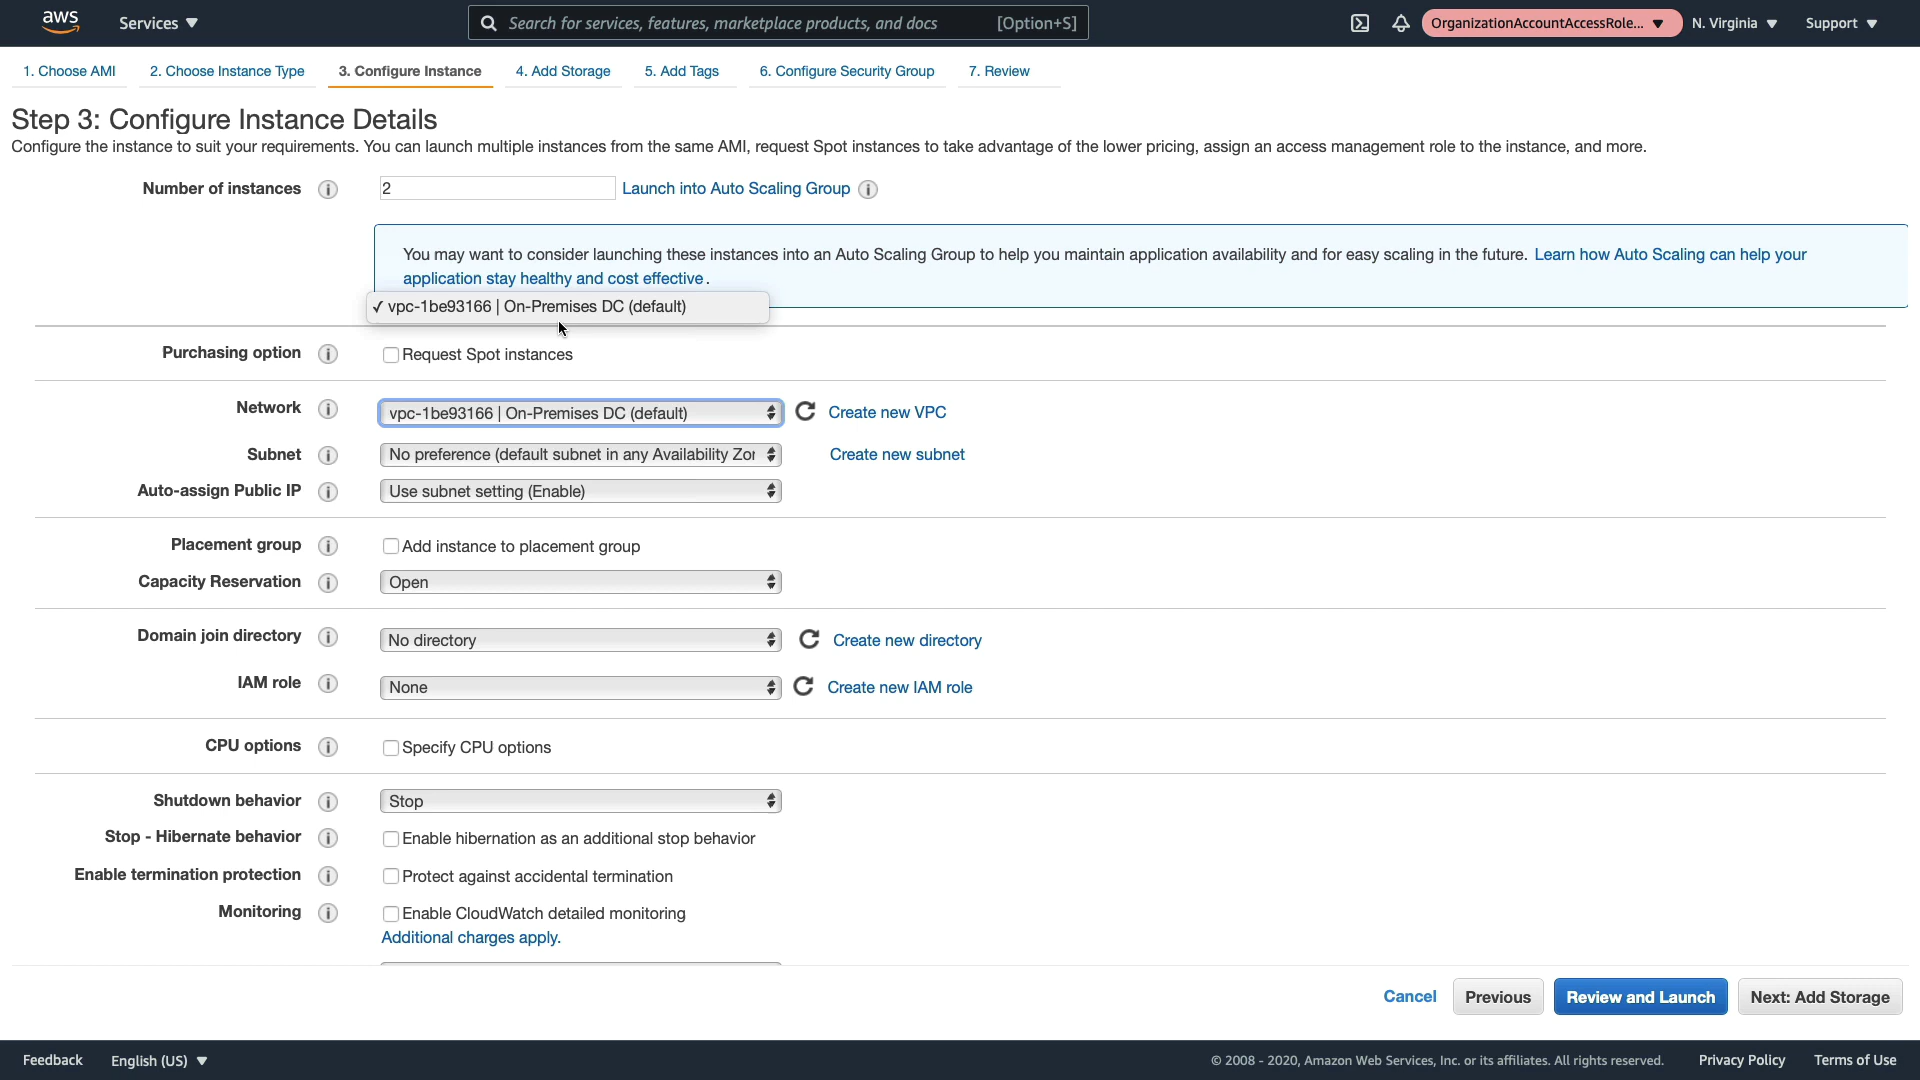 aws
Services
Search for services, features, marketplace products, and docs [Option+S]
OrganizationAccountAccessRole...
N. Virginia
Support
1. Choose AMI
2. Choose Instance Type
3. Configure Instance
4. Add Storage
5. Add Tags
6. Configure Security Group
7. Review
Step 3: Configure Instance Details
Configure the instance to suit your requirements. You can launch multiple instances from the same AMI, request Spot instances to take advantage of the lower pricing, assign an access management role to the instance, and more.
Number of instances
2
Launch into Auto Scaling Group
You may want to consider launching these instances into an Auto Scaling Group to help you maintain application availability and for easy scaling in the future. Learn how Auto Scaling can help your
application stay healthy and cost effective.
✓ vpc-1be93166 | On-Premises DC (default)
Purchasing option
Request Spot instances
Network
vpc-1be93166 | On-Premises DC (default)
Create new VPC
Subnet
No preference (default subnet in any Availability Zor
Create new subnet
Auto-assign Public IP
Use subnet setting (Enable)
Placement group
Add instance to placement group
Capacity Reservation
Open
Domain join directory
No directory
Create new directory
IAM role
None
Create new IAM role
CPU options
Specify CPU options
Shutdown behavior
Stop
Stop - Hibernate behavior
Enable hibernation as an additional stop behavior
Enable termination protection
Protect against accidental termination
Monitoring
Enable CloudWatch detailed monitoring
Additional charges apply.
Cancel
Previous
Review and Launch
Next: Add Storage
Feedback
English (US)
© 2008 - 2020, Amazon Web Services, Inc. or its affiliates. All rights reserved.
Privacy Policy
Terms of Use